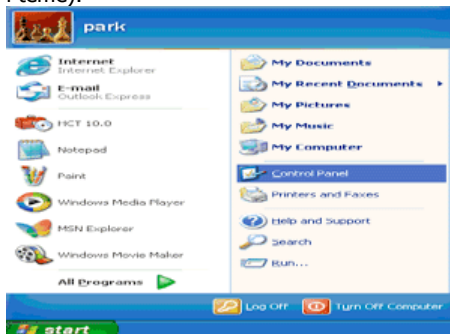 park
Internet
Internet Explorer
E-mail
Outlook Express
HCT 10.0
Notepad
Paint
Windows Media Player
MSN Explorer
Windows Movie Maker
All Programs
My Documents
My Recent Documents
My Pictures
My Music
My Computer
Control Panel
Printers and Faxes
Help and Support
Search
Run...
Log Off
Turn Off Computer
start